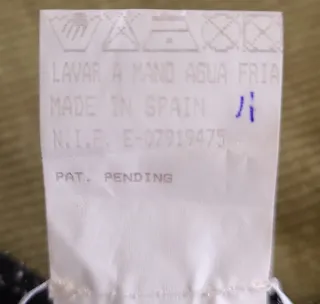 LAVAR A MANO AGUA FRIA
MADE IN SPAIN
N.I.F. E-07919475
PAT. PENDING